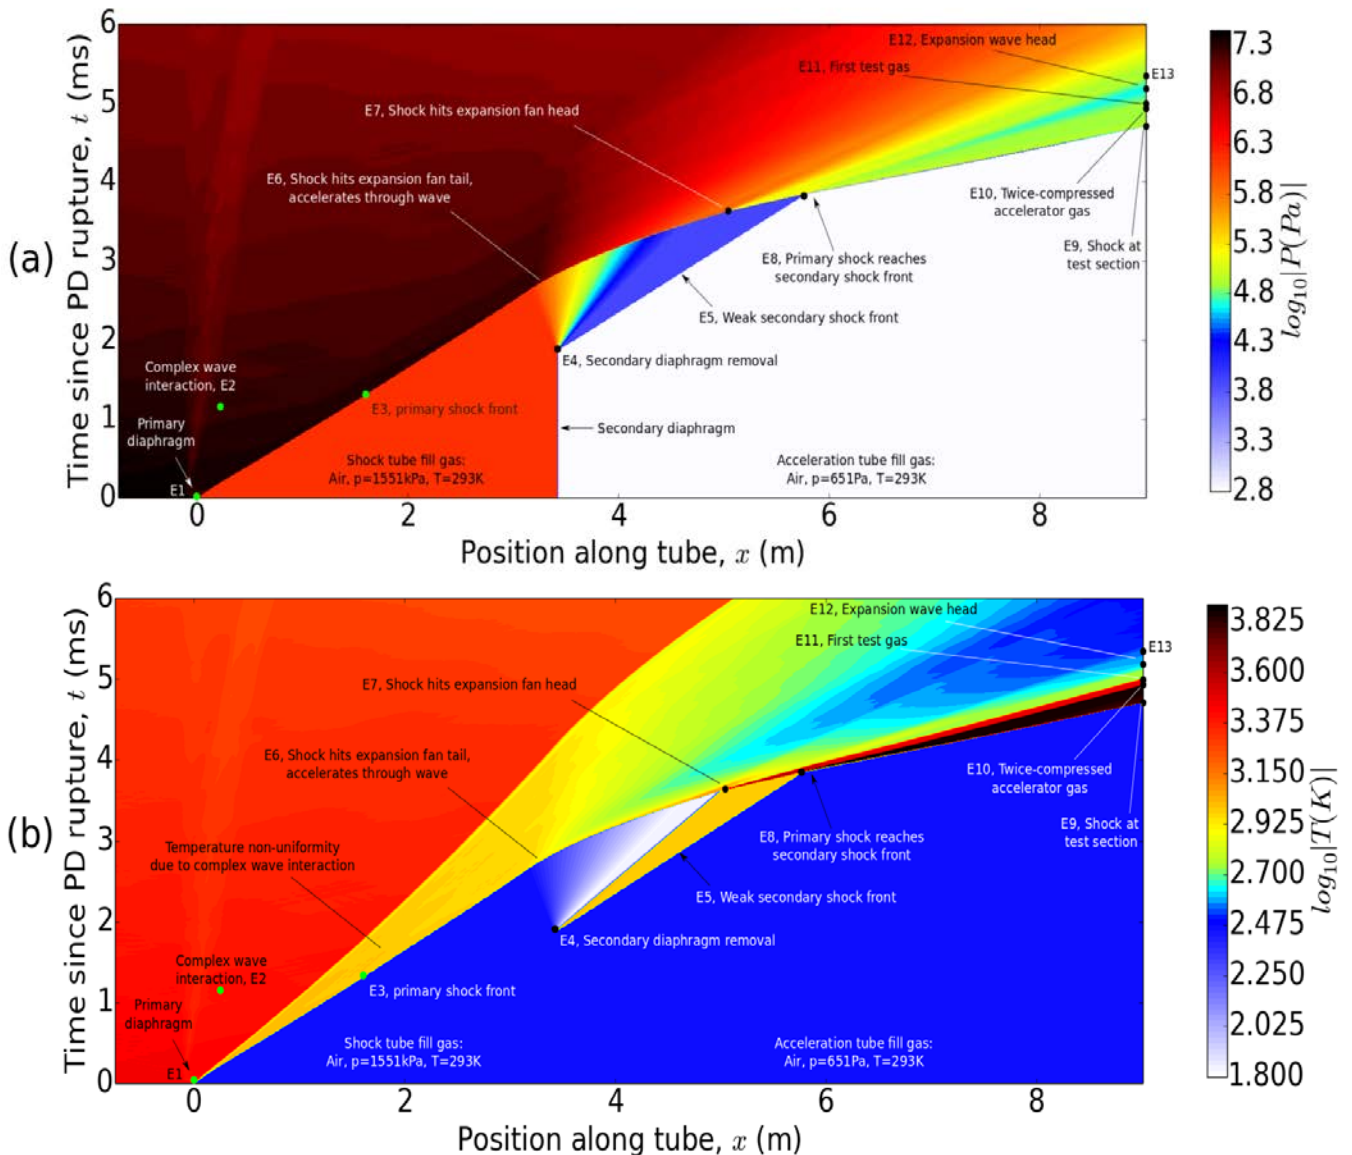 (a)
Time since PD rupture, t (ms)
6
5
4
3
2
1
0
E12, Expansion wave head
E11, First test gas
E13
E7, Shock hits expansion fan head
E6, Shock hits expansion fan tail,
accelerates through wave
E10, Twice-compressed
accelerator gas
E9, Shock at
test section
E8, Primary shock reaches
secondary shock front
E5, Weak secondary shock front
E4, Secondary diaphragm removal
Complex wave
interaction, E2
E3, primary shock front
Primary
diaphragm
Secondary diaphragm
E1
Shock tube fill gas:
Air, p=1551kPa, T=293K
Acceleration tube fill gas:
Air, p=651Pa, T=293K
0 2 4 6 8
Position along tube, x (m)
7.3
6.8
6.3
5.8
5.3
4.8
4.3
3.8
3.3
2.8
log10|P(Pa)|
(b)
Time since PD rupture, t (ms)
6
5
4
3
2
1
0
E12, Expansion wave head
E11, First test gas
E13
E7, Shock hits expansion fan head
E6, Shock hits expansion fan tail,
accelerates through wave
E10, Twice-compressed
accelerator gas
E9, Shock at
test section
E8, Primary shock reaches
secondary shock front
Temperature non-uniformity
due to complex wave interaction
E5, Weak secondary shock front
E4, Secondary diaphragm removal
Complex wave
interaction, E2
E3, primary shock front
Primary
diaphragm
E1
Shock tube fill gas:
Air, p=1551kPa, T=293K
Acceleration tube fill gas:
Air, p=651Pa, T=293K
0 2 4 6 8
Position along tube, x (m)
3.825
3.600
3.375
3.150
2.925
2.700
2.475
2.250
2.025
1.800
log10|T(K)|